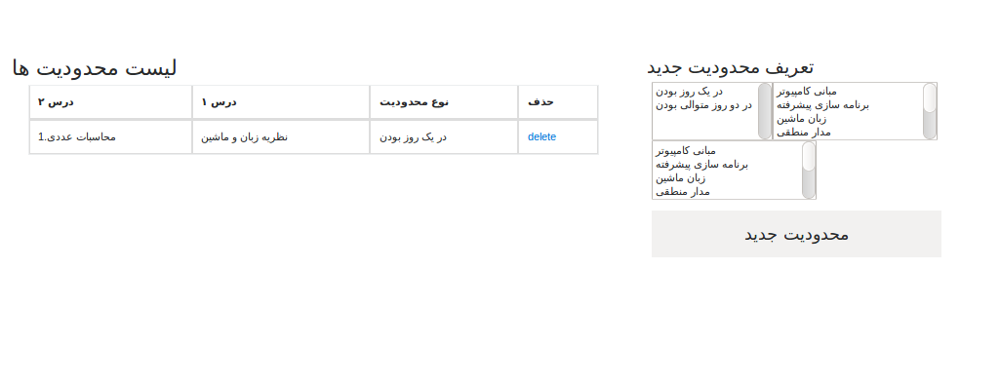 تعریف محدودیت جدید
مبانی کامپیوتر
برنامه سازی پیشرفته
زبان ماشین
مدار منطقی
در یک روز بودن
در دو روز متوالی بودن
مبانی کامپیوتر
برنامه سازی پیشرفته
زبان ماشین
مدار منطقی
محدودیت جدید
لیست محدودیت ها
حذف نوع محدودیت درس ۱ درس ۲
delete در یک روز بودن نظریه زبان و ماشین محاسبات عددی.1